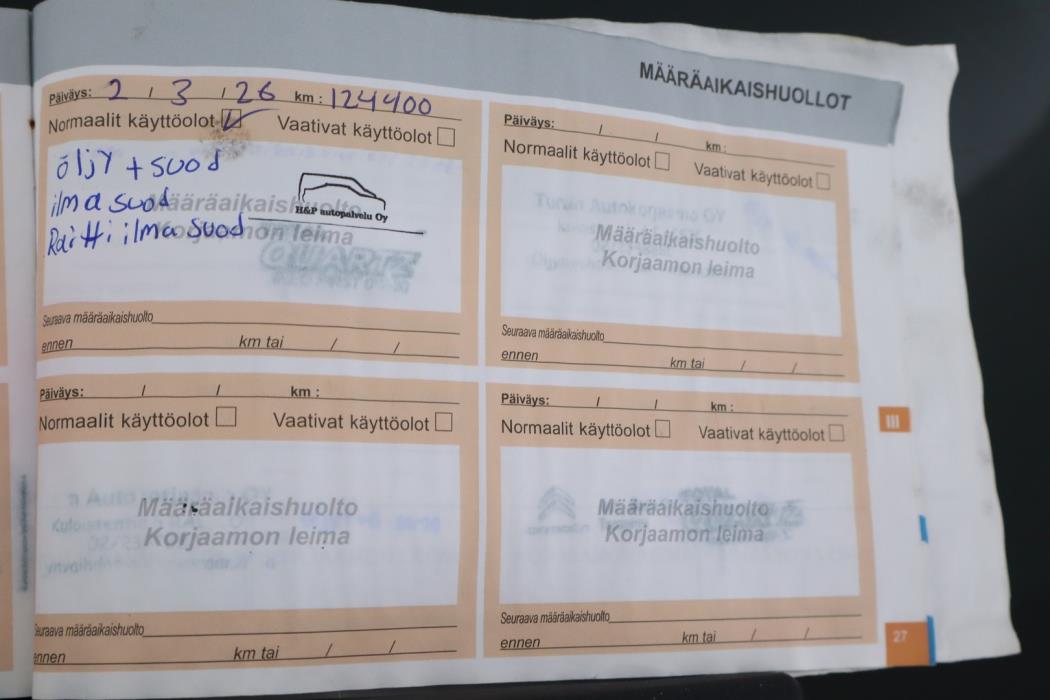 MÄÄRÄAIKAISHUOLLOT
Päiväys: 2 / 3 / 26 km : 124400
Normaalit käyttöolot Vaativat käyttöolot
öljy + suod
ilma suod
Raitti ilma suod
Määräaikaishuolto
Korjaamon leima
H&P autopalvelu Oy
QUARTZ
Seuraava määräaikaishuolto
ennen km tai / /
Päiväys: / / km :
Normaalit käyttöolot Vaativat käyttöolot
Määräaikaishuolto
Korjaamon leima
Seuraava määräaikaishuolto
ennen km tai / /
Päiväys: / / km :
Normaalit käyttöolot Vaativat käyttöolot
Määräaikaishuolto
Korjaamon leima
Seuraava määräaikaishuolto
ennen km tai / /
Päiväys: / / km :
Normaalit käyttöolot Vaativat käyttöolot
Määräaikaishuolto
Korjaamon leima
Seuraava määräaikaishuolto
ennen km tai / /
III
27